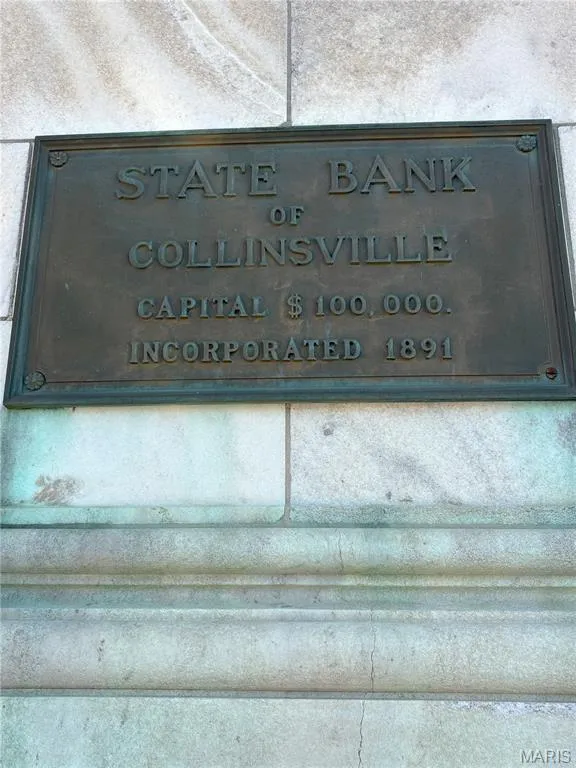 STATE BANK
OF
COLLINSVILLE
CAPITAL $100,000.
INCORPORATED 1891
MARIS